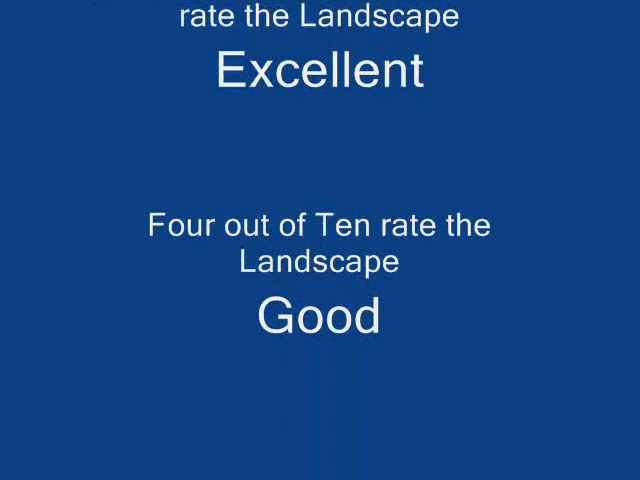 rate the Landscape
Excellent
Four out of Ten rate the
Landscape
Good